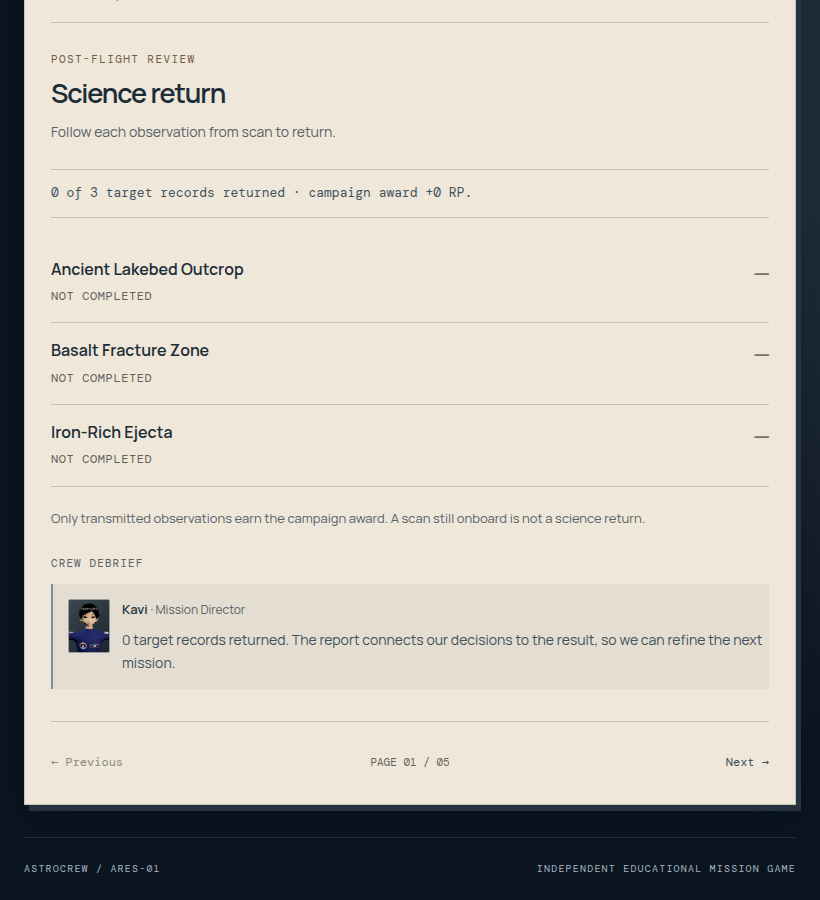 POST-FLIGHT REVIEW
Science return
Follow each observation from scan to return.
0 of 3 target records returned · campaign award +0 RP.
Ancient Lakebed Outcrop —
NOT COMPLETED
Basalt Fracture Zone —
NOT COMPLETED
Iron-Rich Ejecta —
NOT COMPLETED
Only transmitted observations earn the campaign award. A scan still onboard is not a science return.
CREW DEBRIEF
Kavi · Mission Director
0 target records returned. The report connects our decisions to the result, so we can refine the next
mission.
← Previous PAGE 01 / 05 Next →
ASTROCREW / ARES-01 INDEPENDENT EDUCATIONAL MISSION GAME